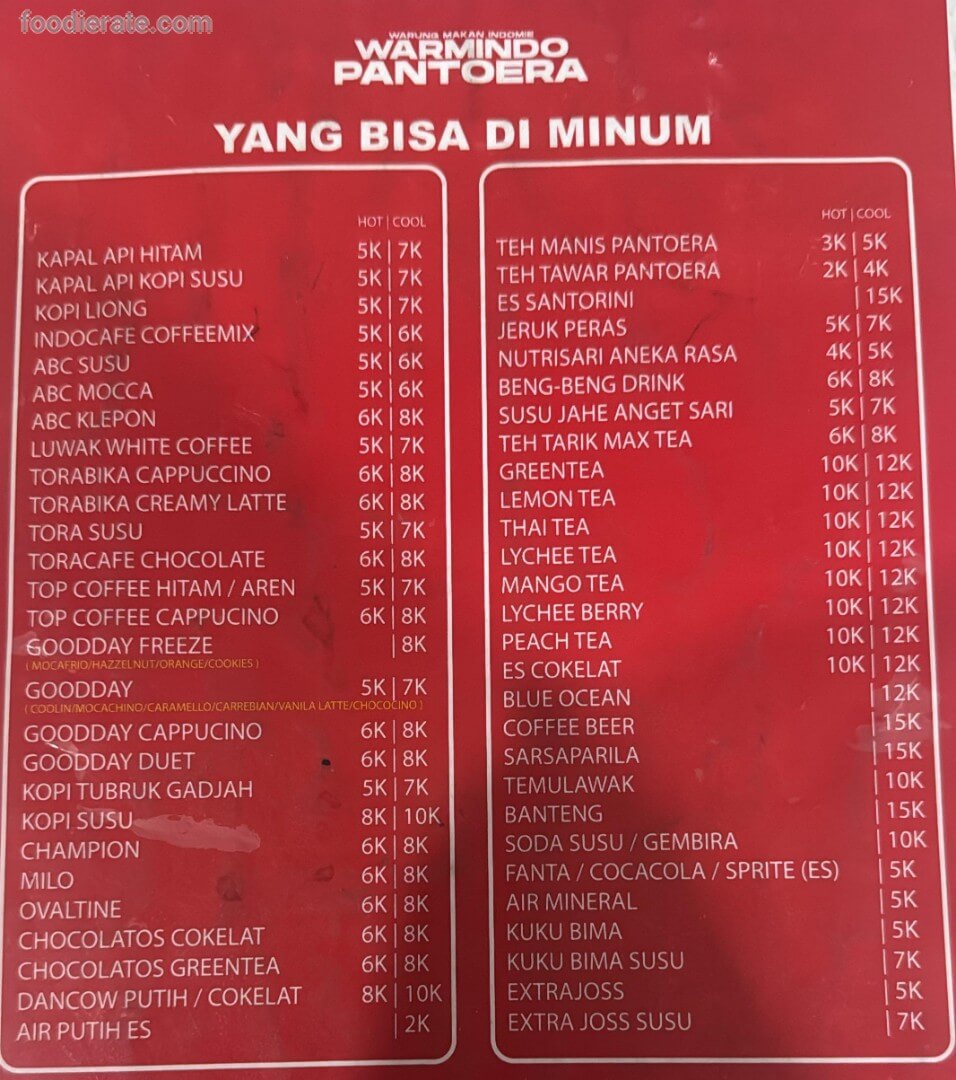 foodierate.com
WARUNG MAKAN INDOMIE
WARMINDO
PANTOERA
YANG BISA DI MINUM
HOT | COOL
KAPAL API HITAM 5K | 7K
KAPAL API KOPI SUSU 5K | 7K
KOPI LIONG 5K | 7K
INDOCAFE COFFEEMIX 5K | 6K
ABC SUSU 5K | 6K
ABC MOCCA 5K | 6K
ABC KLEPON 6K | 8K
LUWAK WHITE COFFEE 5K | 7K
TORABIKA CAPPUCCINO 6K | 8K
TORABIKA CREAMY LATTE 6K | 8K
TORA SUSU 5K | 7K
TORACAFE CHOCOLATE 6K | 8K
TOP COFFEE HITAM / AREN 5K | 7K
TOP COFFEE CAPPUCINO 6K | 8K
GOODDAY FREEZE | 8K
( MOCAFRIO/HAZZELNUT/ORANGE/COOKIES )
GOODDAY 5K | 7K
( COOLIN/MOCACHINO/CARAMELLO/CARREBIAN/VANILA LATTE/CHOCOCINO )
GOODDAY CAPPUCINO 6K | 8K
GOODDAY DUET 6K | 8K
KOPI TUBRUK GADJAH 5K | 7K
KOPI SUSU 8K | 10K
CHAMPION 6K | 8K
MILO 6K | 8K
OVALTINE 6K | 8K
CHOCOLATOS COKELAT 6K | 8K
CHOCOLATOS GREENTEA 6K | 8K
DANCOW PUTIH / COKELAT 8K | 10K
AIR PUTIH ES | 2K
HOT | COOL
TEH MANIS PANTOERA 3K | 5K
TEH TAWAR PANTOERA 2K | 4K
ES SANTORINI | 15K
JERUK PERAS 5K | 7K
NUTRISARI ANEKA RASA 4K | 5K
BENG-BENG DRINK 6K | 8K
SUSU JAHE ANGET SARI 5K | 7K
TEH TARIK MAX TEA 6K | 8K
GREENTEA 10K | 12K
LEMON TEA 10K | 12K
THAI TEA 10K | 12K
LYCHEE TEA 10K | 12K
MANGO TEA 10K | 12K
LYCHEE BERRY 10K | 12K
PEACH TEA 10K | 12K
ES COKELAT 10K | 12K
BLUE OCEAN | 12K
COFFEE BEER | 15K
SARSAPARILA | 15K
TEMULAWAK | 10K
BANTENG | 15K
SODA SUSU / GEMBIRA | 10K
FANTA / COCACOLA / SPRITE (ES) | 5K
AIR MINERAL | 5K
KUKU BIMA | 5K
KUKU BIMA SUSU | 7K
EXTRAJOSS | 5K
EXTRA JOSS SUSU | 7K